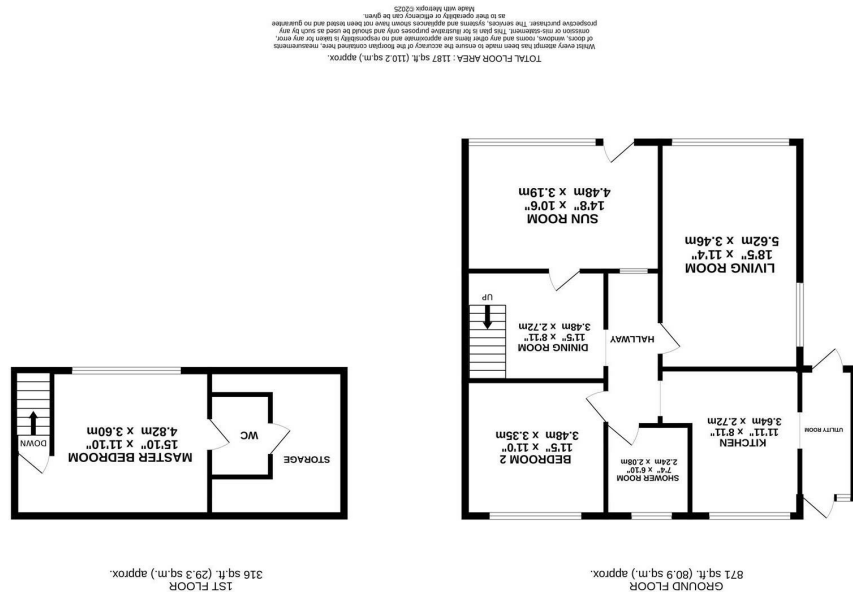 GROUND FLOOR
871 sq.ft. (80.9 sq.m.) approx.
1ST FLOOR
316 sq.ft. (29.3 sq.m.) approx.
UTILITY ROOM
KITCHEN
11'11" x 8'11"
3.64m x 2.72m
SHOWER ROOM
7'4" x 6'10"
2.24m x 2.08m
BEDROOM 2
11'5" x 11'0"
3.48m x 3.35m
STORAGE
WC
MASTER BEDROOM
15'10" x 11'10"
4.82m x 3.60m
DOWN
HALLWAY
DINING ROOM
11'5" x 8'11"
3.48m x 2.72m
UP
LIVING ROOM
18'5" x 11'4"
5.62m x 3.46m
SUN ROOM
14'8" x 10'6"
4.48m x 3.19m
TOTAL FLOOR AREA : 1187 sq.ft. (110.2 sq.m.) approx.
Whilst every attempt has been made to ensure the accuracy of the floorplan contained here, measurements
of doors, windows, rooms and any other items are approximate and no responsibility is taken for any error,
omission or mis-statement. This plan is for illustrative purposes only and should be used as such by any
prospective purchaser. The services, systems and appliances shown have not been tested and no guarantee
as to their operability or efficiency can be given.
Made with Metropix ©2025